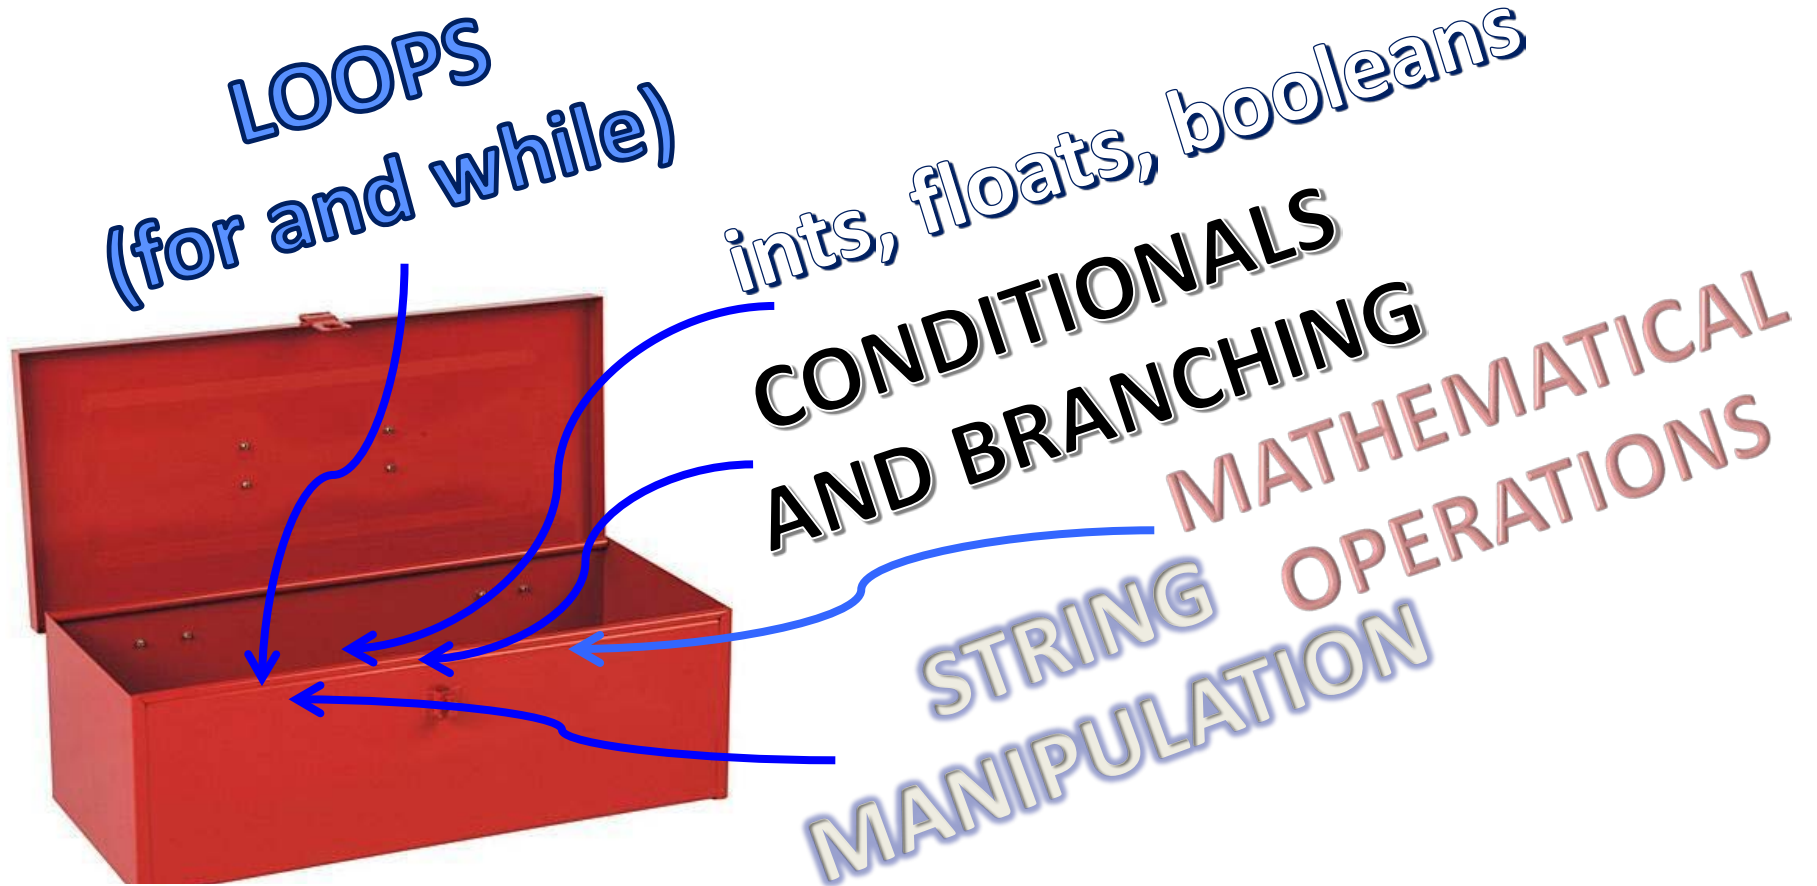 LOOPS
(for and while)
ints, floats, booleans
CONDITIONALS
AND BRANCHING
MATHEMATICAL
OPERATIONS
STRING
MANIPULATION